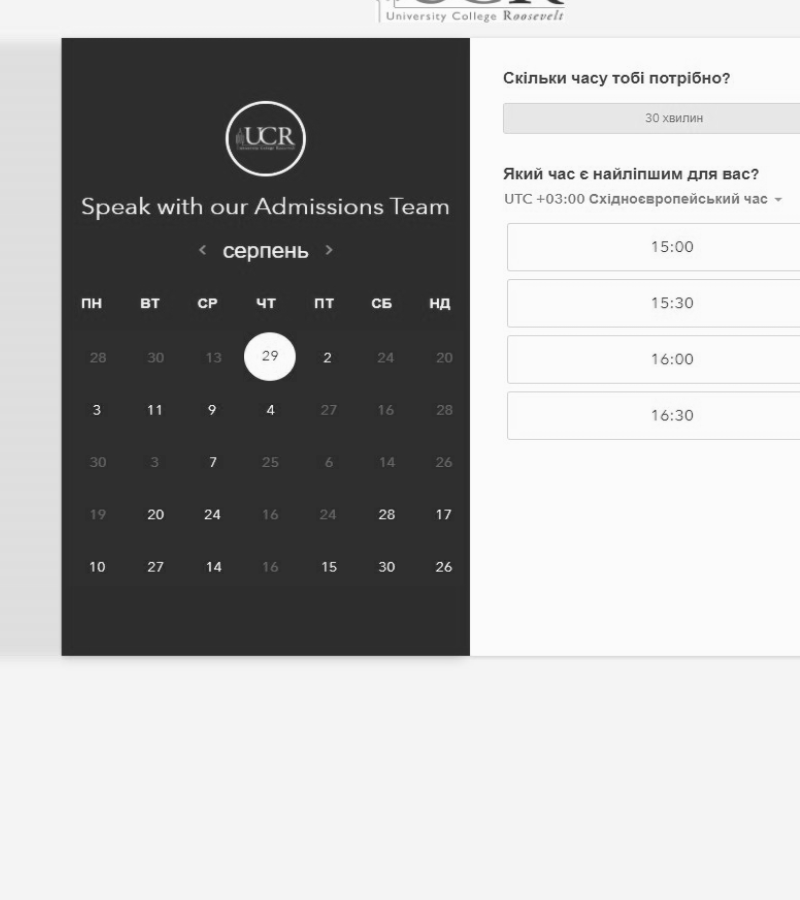 University College Roosevelt
UCR
Speak with our Admissions Team
серпень
ПН ВТ СР ЧТ ПТ СБ НД
28 30 13 29 2 24 20
3 11 9 4 27 16 28
30 3 7 25 6 14 26
19 20 24 16 24 28 17
10 27 14 16 15 30 26
Скільки часу тобі потрібно?
30 хвилин
Який час є найліпшим для вас?
UTC +03:00 Східноєвропейський час
15:00
15:30
16:00
16:30